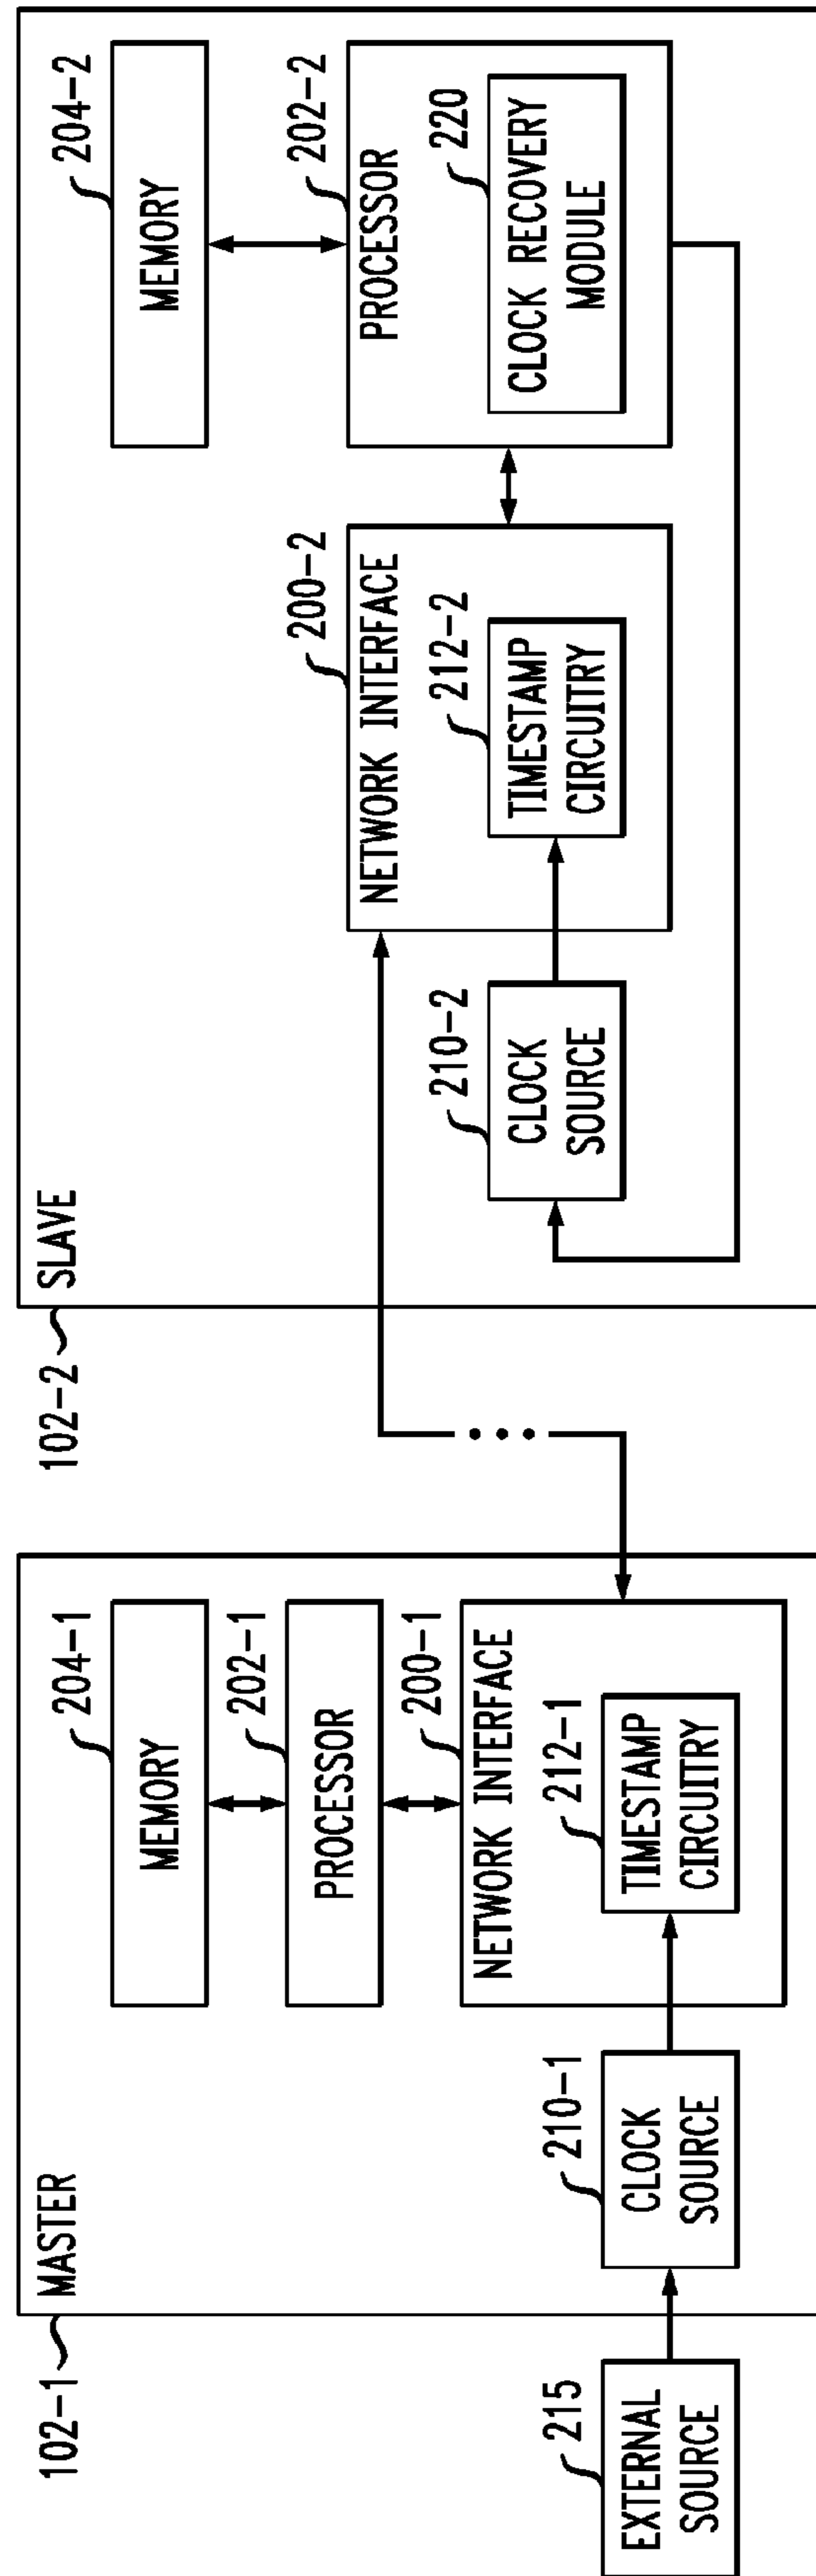 102-1
MASTER
204-1
MEMORY
202-1
PROCESSOR
200-1
NETWORK INTERFACE
212-1
TIMESTAMP
CIRCUITRY
210-1
CLOCK
SOURCE
215
EXTERNAL
SOURCE
102-2
SLAVE
204-2
MEMORY
202-2
PROCESSOR
220
CLOCK RECOVERY
MODULE
200-2
NETWORK INTERFACE
212-2
TIMESTAMP
CIRCUITRY
210-2
CLOCK
SOURCE